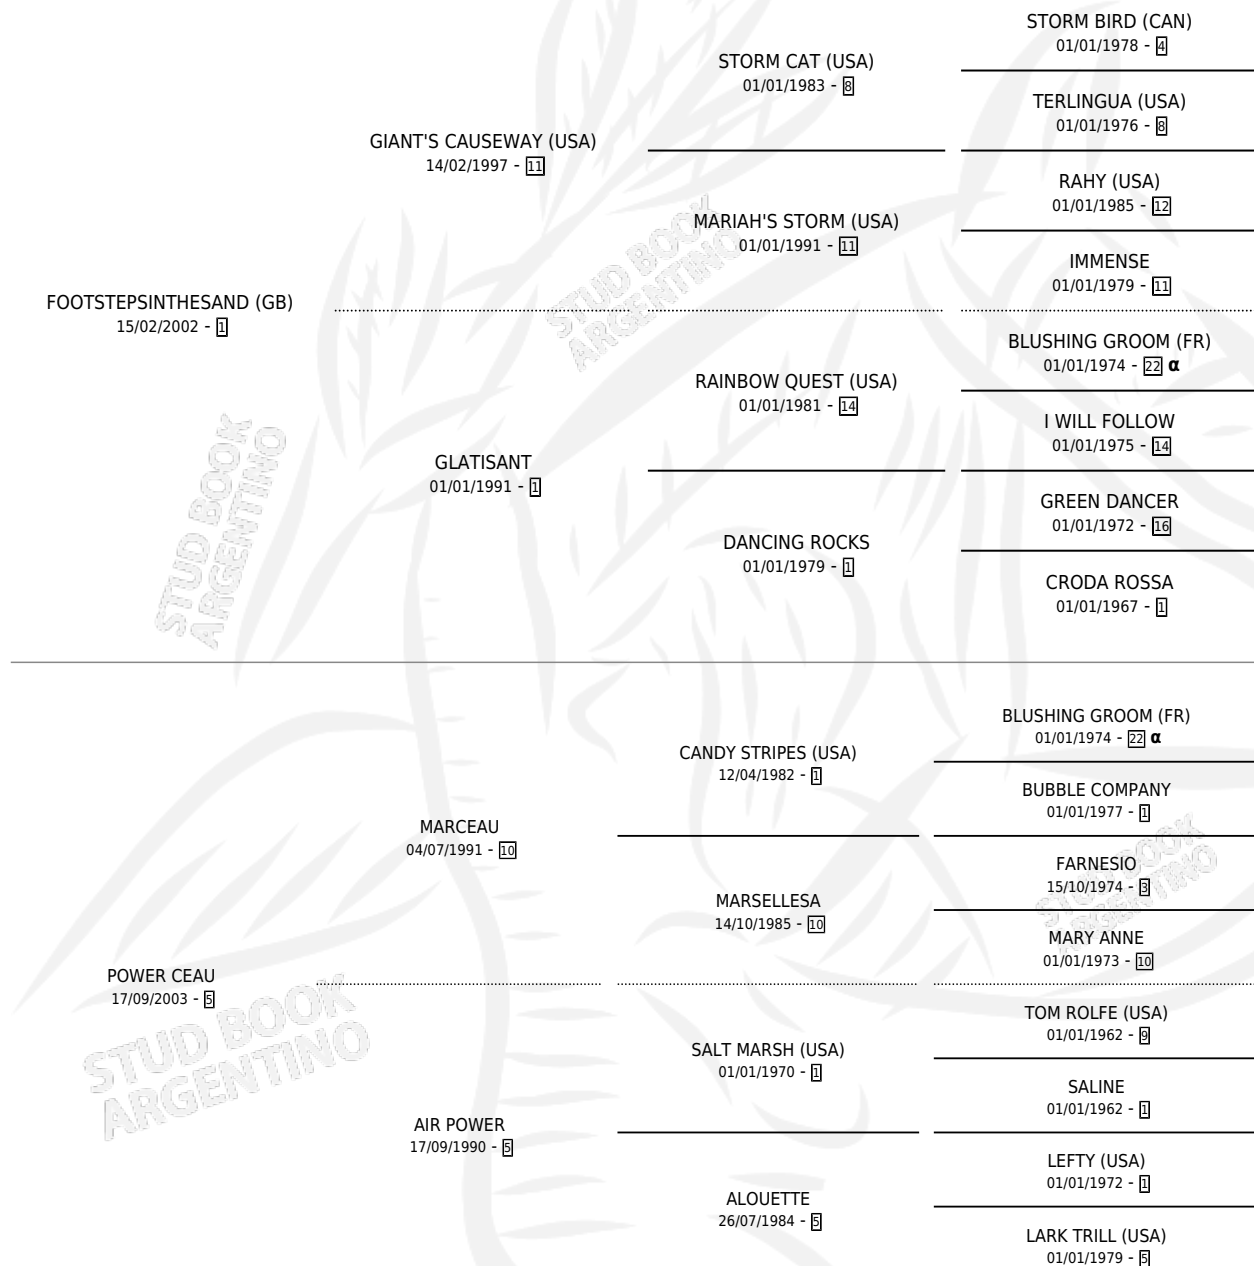 STORM BIRD (CAN)
01/01/1978 - 4
STORM CAT (USA)
01/01/1983 - 8
TERLINGUA (USA)
01/01/1976 - 8
GIANT'S CAUSEWAY (USA)
14/02/1997 - 11
RAHY (USA)
01/01/1985 - 12
MARIAH'S STORM (USA)
01/01/1991 - 11
IMMENSE
01/01/1979 - 11
FOOTSTEPSINTHESAND (GB)
15/02/2002 - 1
BLUSHING GROOM (FR)
01/01/1974 - 22 α
RAINBOW QUEST (USA)
01/01/1981 - 14
I WILL FOLLOW
01/01/1975 - 14
GLATISANT
01/01/1991 - 1
GREEN DANCER
01/01/1972 - 16
DANCING ROCKS
01/01/1979 - 1
CRODA ROSSA
01/01/1967 - 1
BLUSHING GROOM (FR)
01/01/1974 - 22 α
CANDY STRIPES (USA)
12/04/1982 - 1
BUBBLE COMPANY
01/01/1977 - 1
MARCEAU
04/07/1991 - 10
FARNESIO
15/10/1974 - 3
MARSELLESA
14/10/1985 - 10
MARY ANNE
01/01/1973 - 10
POWER CEAU
17/09/2003 - 5
TOM ROLFE (USA)
01/01/1962 - 9
SALT MARSH (USA)
01/01/1970 - 1
SALINE
01/01/1962 - 1
AIR POWER
17/09/1990 - 5
LEFTY (USA)
01/01/1972 - 1
ALOUETTE
26/07/1984 - 5
LARK TRILL (USA)
01/01/1979 - 5
STUD BOOK
ARGENTINO
STUD BOOK
ARGENTINO
STUD BOOK
ARGENTINO
STUD BOOK
ARGENTINO